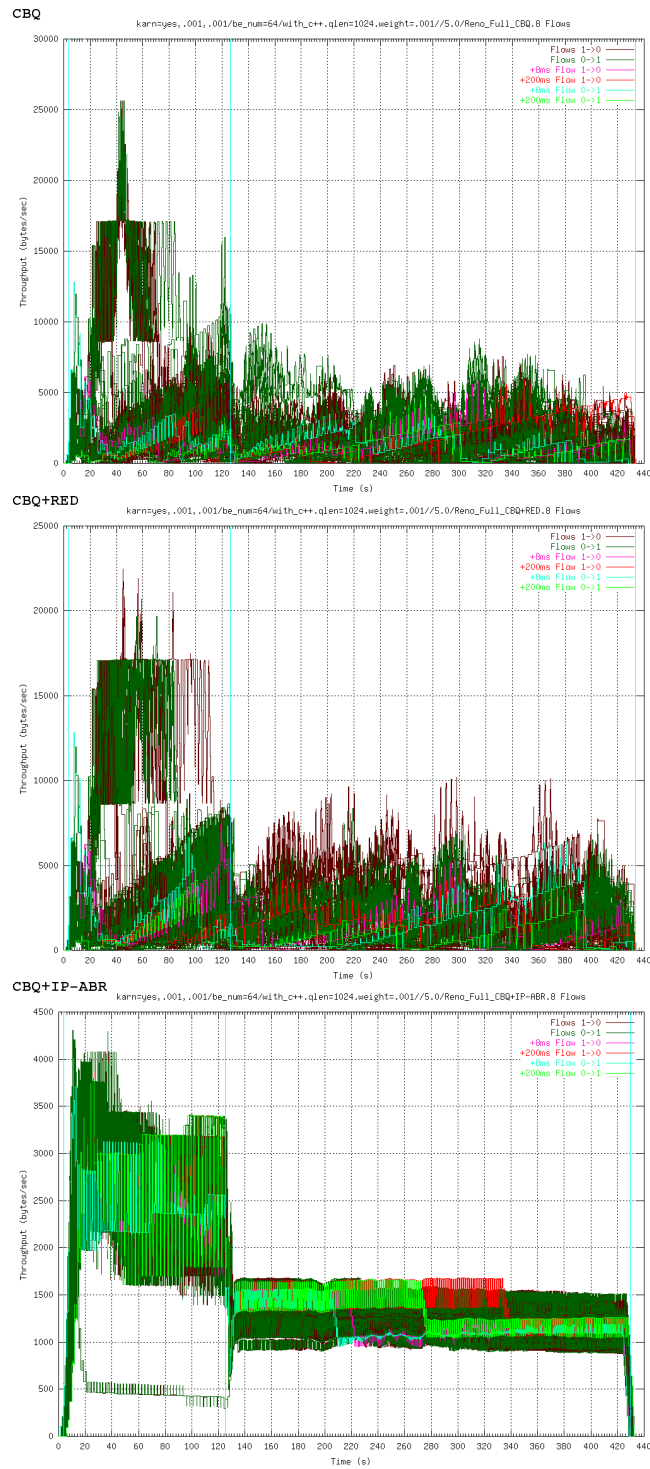 CBQ
karn=yes,.001,.001/be_num=64/with_c++.qlen=1024.weight=.001//5.0/Reno_Full_CBQ.8 Flows
30000
25000
20000
15000
10000
5000
0
Throughput (bytes/sec)
Flows 1->0
Flows 0->1
+8ms Flow 1->0
+200ms Flow 1->0
+8ms Flow 0->1
+200ms Flow 0->1
0 20 40 60 80 100 120 140 160 180 200 220 240 260 280 300 320 340 360 380 400 420 440
Time (s)
CBQ+RED
karn=yes,.001,.001/be_num=64/with_c++.qlen=1024.weight=.001//5.0/Reno_Full_CBQ+RED.8 Flows
25000
20000
15000
10000
5000
0
Throughput (bytes/sec)
Flows 1->0
Flows 0->1
+8ms Flow 1->0
+200ms Flow 1->0
+8ms Flow 0->1
+200ms Flow 0->1
0 20 40 60 80 100 120 140 160 180 200 220 240 260 280 300 320 340 360 380 400 420 440
Time (s)
CBQ+IP-ABR
karn=yes,.001,.001/be_num=64/with_c++.qlen=1024.weight=.001//5.0/Reno_Full_CBQ+IP-ABR.8 Flows
4500
4000
3500
3000
2500
2000
1500
1000
500
0
Throughput (bytes/sec)
Flows 1->0
Flows 0->1
+8ms Flow 1->0
+200ms Flow 1->0
+8ms Flow 0->1
+200ms Flow 0->1
0 20 40 60 80 100 120 140 160 180 200 220 240 260 280 300 320 340 360 380 400 420 440
Time (s)